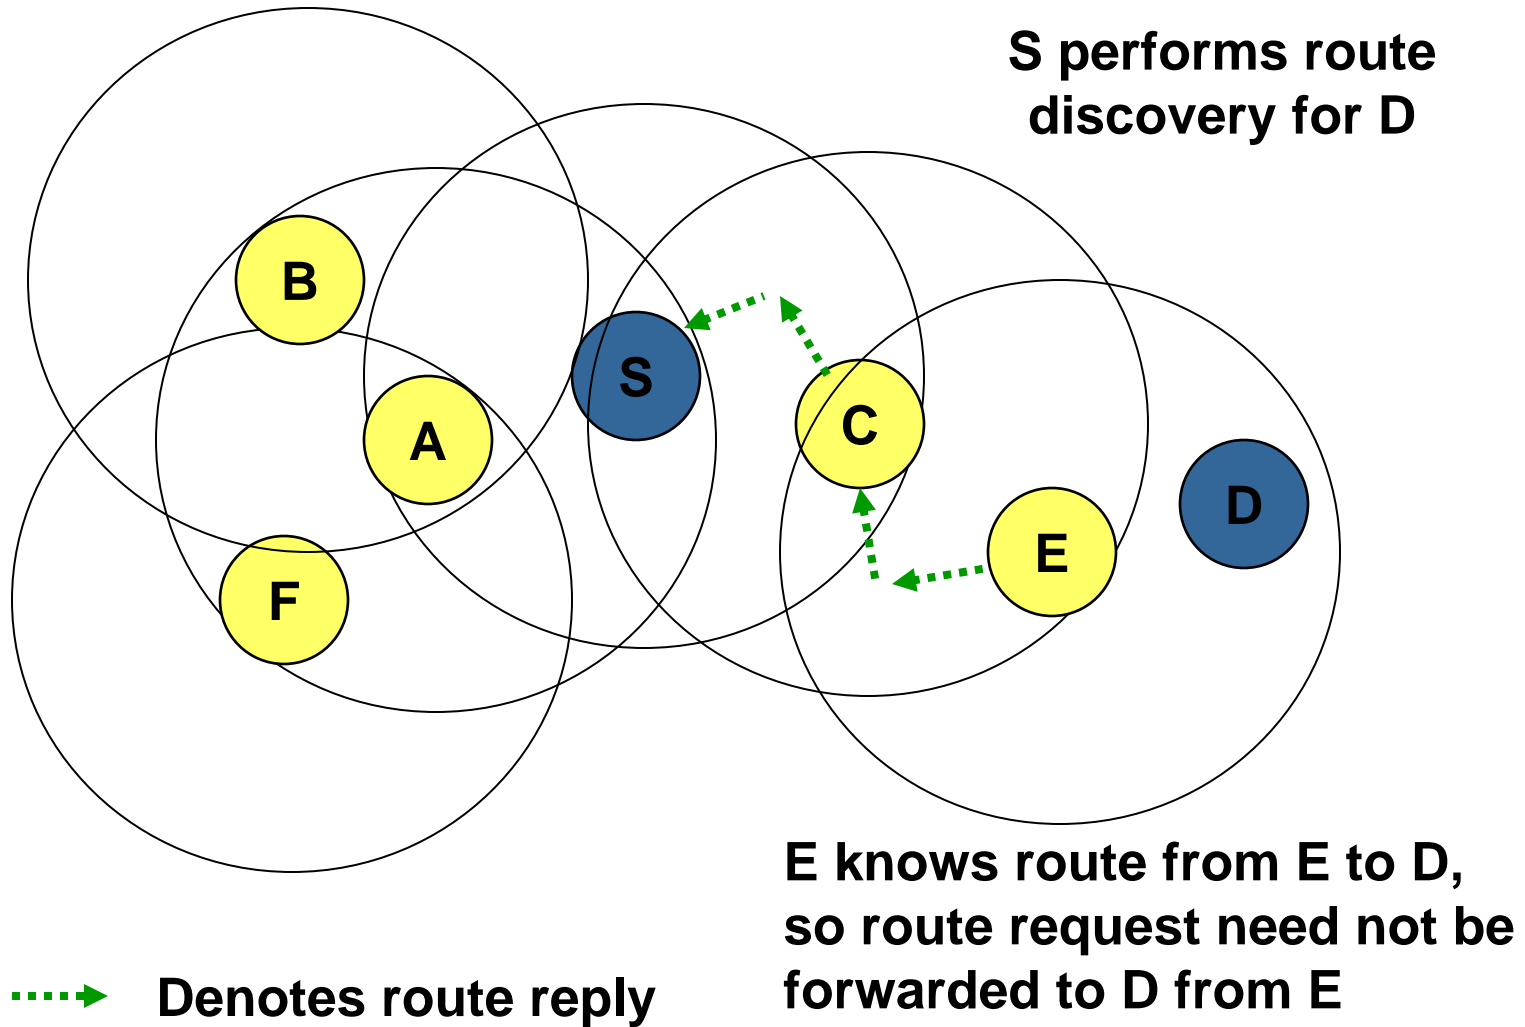 S performs route
discovery for D
B
S
A
C
D
E
F
E knows route from E to D,
so route request need not be
forwarded to D from E
Denotes route reply